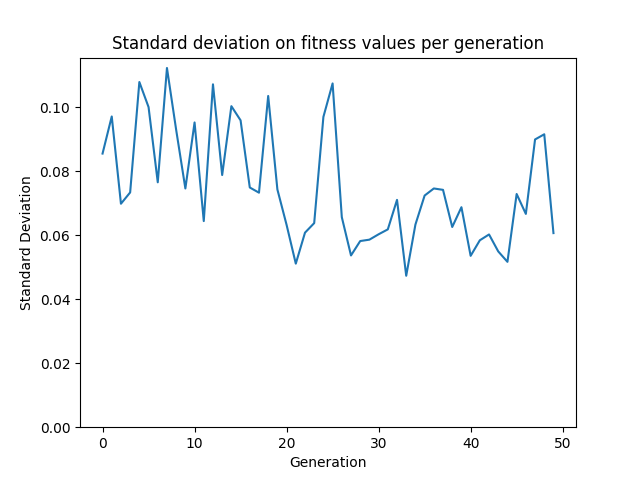 Standard deviation on fitness values per generation
Standard Deviation
0.10
0.08
0.06
0.04
0.02
0.00
0 10 20 30 40 50
Generation